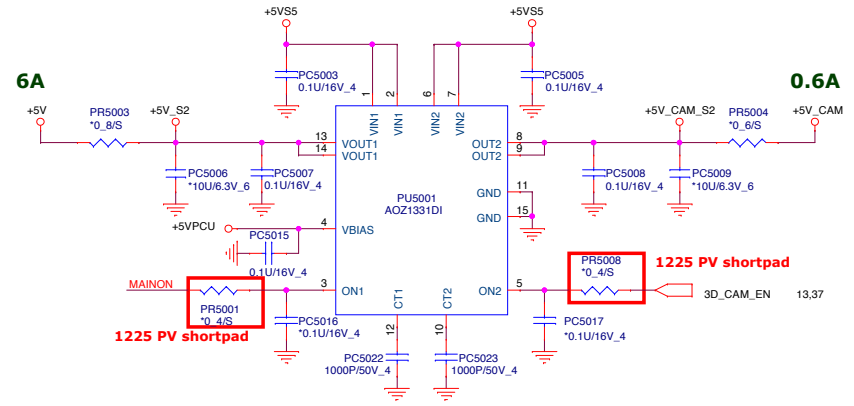 +5VS5
+5VS5
6A
0.6A
PC5003
0.1U/16V_4
PC5005
0.1U/16V_4
1
2
6
7
+5V
PR5003
*0_8/S
+5V_S2
+5V_CAM_S2
PR5004
*0_6/S
+5V_CAM
VIN1
VIN1
VIN2
VIN2
13
VOUT1
14
VOUT1
8
OUT2
9
OUT2
PC5006
*10U/6.3V_6
PC5007
0.1U/16V_4
PC5008
0.1U/16V_4
PC5009
*10U/6.3V_6
PU5001
AOZ1331DI
11
GND
15
GND
+5VPCU
4
VBIAS
PC5015
0.1U/16V_4
MAINON
PR5001
*0_4/S
1225 PV shortpad
3
ON1
5
ON2
PR5008
*0_4/S
1225 PV shortpad
3D_CAM_EN
13,37
CT1
CT2
12
10
PC5016
*0.1U/16V_4
PC5017
*0.1U/16V_4
PC5022
1000P/50V_4
PC5023
1000P/50V_4